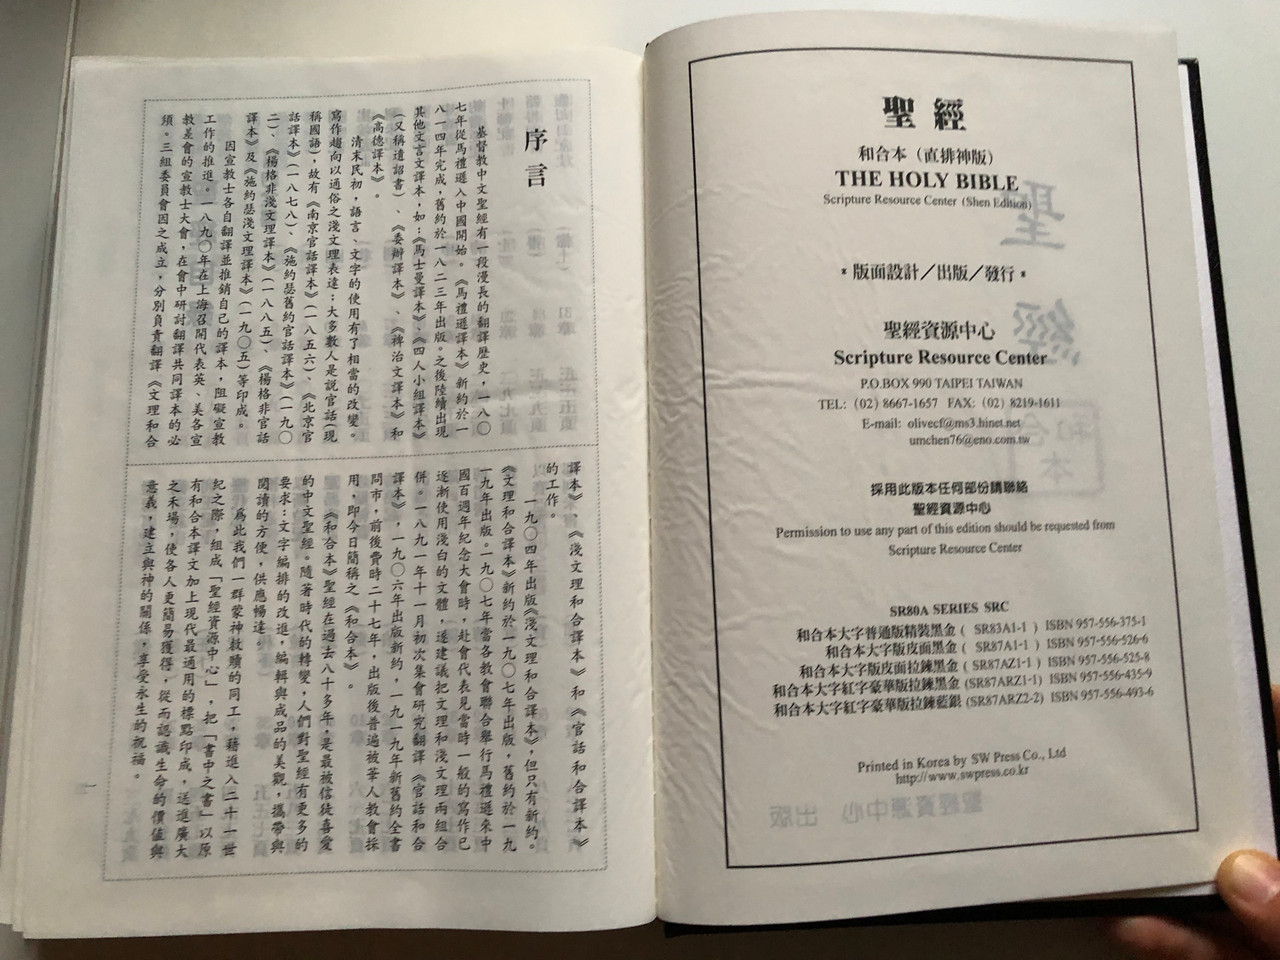 聖 經
和合本（直排神版）
THE HOLY BIBLE
Scripture Resource Center (Shen Edition)
* 版面設計／出版／發行 *
聖經資源中心
Scripture Resource Center
P.O.BOX 990 TAIPEI TAIWAN
TEL: (02) 8667-1657 FAX: (02) 8219-1611
E-mail: olivecf@ms3.hinet.net
umchen76@eno.com.tw
採用此版本任何部份請聯絡
聖經資源中心
Permission to use any part of this edition should be requested from
Scripture Resource Center
SR80A SERIES SRC
和合本大字普通版精裝黑金 ( SR83A1-1 ) ISBN 957-556-375-1
和合本大字版皮面黑金 ( SR87A1-1 ) ISBN 957-556-526-6
和合本大字版皮面拉鍊黑金 ( SR87AZ1-1 ) ISBN 957-556-525-8
和合本大字紅字豪華版拉鍊黑金 (SR87ARZ1-1) ISBN 957-556-435-9
和合本大字紅字豪華版拉鍊藍銀 (SR87ARZ2-2) ISBN 957-556-493-6
Printed in Korea by SW Press Co., Ltd
http://www.swpress.co.kr
序言
基督教中文聖經有一段漫長的翻譯歷史，一八〇
七年從馬禮遜入中國開始。《馬禮遜譯本》新約於一
八一四年完成，舊約於一八二三年出版。之後陸續出現
其他文言文譯本，如：《馬士曼譯本》、《四人小組譯本》
（又稱遺詔書）、《委辦譯本》、《裨治文譯本》和
《高德譯本》。
清末民初，語言、文字的使用有了相當的改變。
寫作趨向以通俗之淺文理表達；大多數人是說官話（現
稱國語），故有《南京官話譯本》（一八五六）、《北京官
話譯本》（一八七八）、《施約瑟舊約官話譯本》（一九〇
二）、《楊格非淺文理譯本》（一八八五）、《楊格非官話
譯本》及《施約瑟淺文理譯本》（一九〇五）等印成。
因宣教士各自翻譯並推銷自己的譯本，阻礙宣教
工作的推進。一八九〇年在上海召開代表英、美各宣
教差會的宣教士大會，在會中研討翻譯共同譯本的必
須。三組委員會因之成立，分別負責翻譯《文理和合
譯本》、《淺文理和合譯本》和《官話和合譯本》
的工作。
一九〇四年出版《淺文理和合譯本》，但只有新約。
《文理和合譯本》新約於一九〇七年出版，舊約於一九
一九年出版。一九〇七年當各教會聯合舉行馬禮遜來中
國百週年紀念大會時，赴會代表見當時一般的寫作已
逐漸使用淺白的文體，遂建議把文理和淺文理兩組合
併。一八九一年十一月初次集會研究翻譯《官話和合
譯本》，一九〇六年出版新約，一九一九年新舊約全書
問市，前後費時二十七年，出版後普遍被華人教會採
用，即今日簡稱之《和合本》。
《和合本》聖經在過去八十多年，是最被信徒喜愛
的中文聖經。隨著時代的轉變，人們對聖經有更多的
要求：文字編排的改進，編輯與成品的美觀，攜帶與
閱讀的方便，供應暢達。
為此我們一群蒙神救贖的同工，藉進入二十一世
紀之際，組成「聖經資源中心」，把「書中之書」以原
有和合本譯文加上現代最通用的標點印成，送進廣大
之禾場，使各人更簡易獲得，從而認識生命的價值與
意義，建立與神的關係，享受永生的祝福。